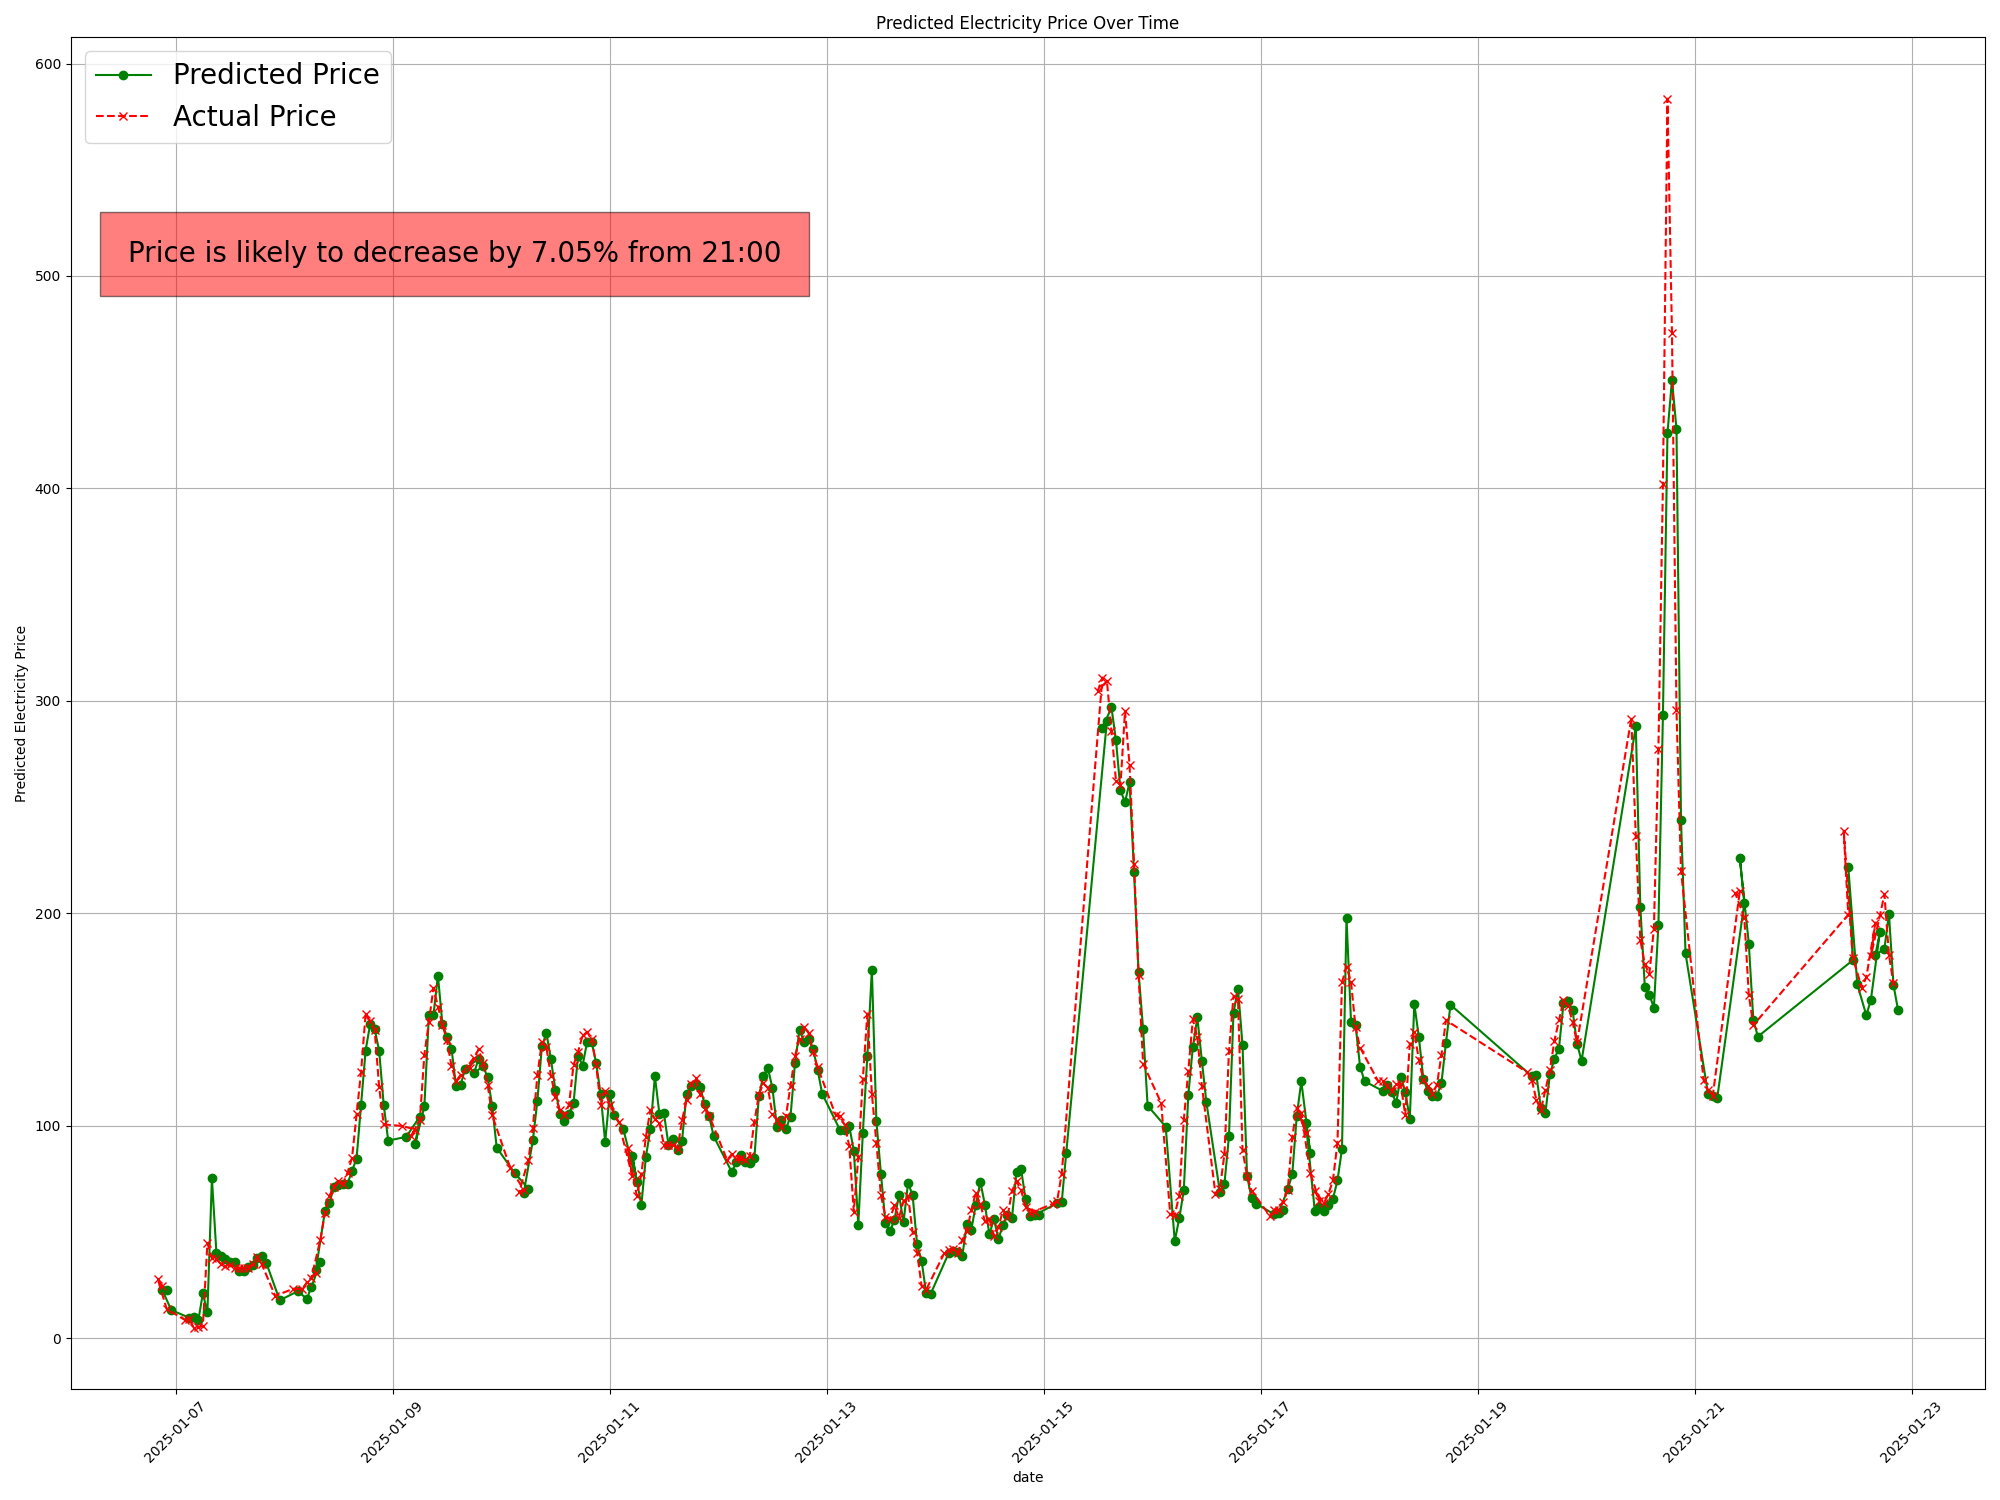 Predicted Electricity Price Over Time
Predicted Price
Actual Price
Price is likely to decrease by 7.05% from 21:00
Predicted Electricity Price
600
500
400
300
200
100
0
2025-01-07
2025-01-09
2025-01-11
2025-01-13
2025-01-15
2025-01-17
2025-01-19
2025-01-21
2025-01-23
date